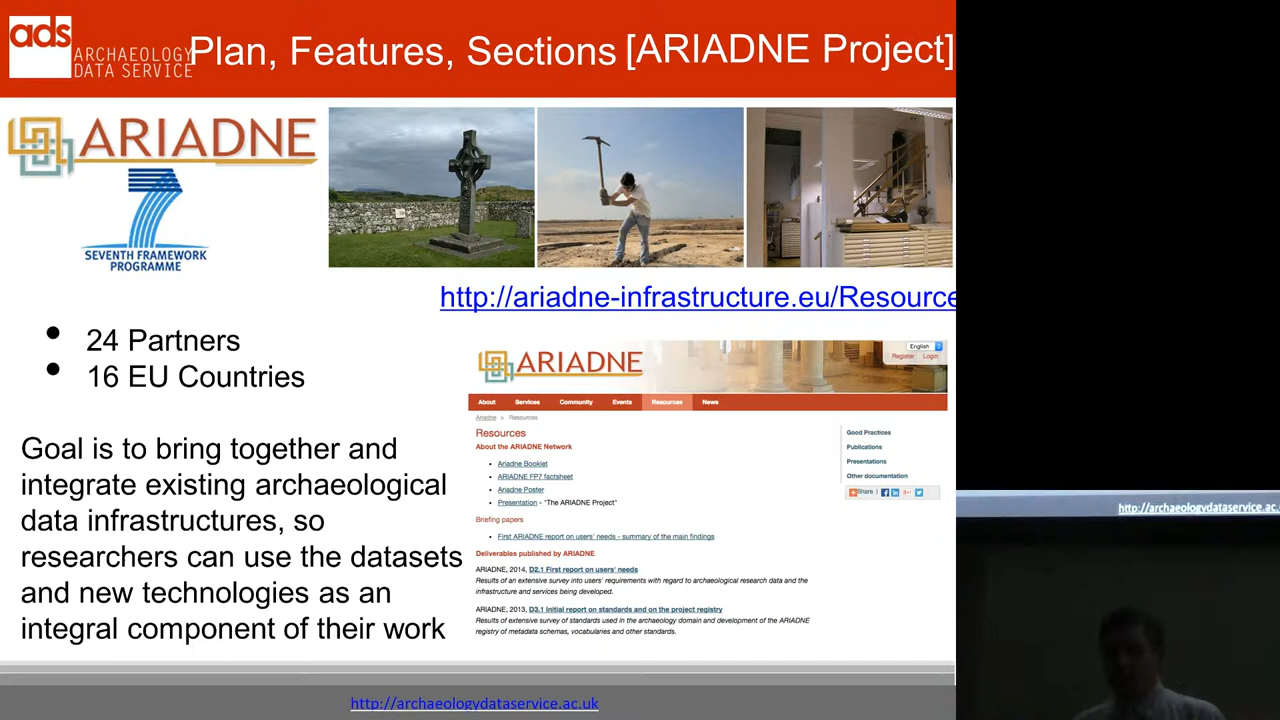 ads
ARCHAEOLOGY
DATA SERVICE
Plan, Features, Sections [ARIADNE Project]
ARIADNE
7
SEVENTH FRAMEWORK
PROGRAMME
http://ariadne-infrastructure.eu/Resource
• 24 Partners
• 16 EU Countries
Goal is to bring together and
integrate existing archaeological
data infrastructures, so
researchers can use the datasets
and new technologies as an
integral component of their work
ARIADNE
English
Register Login
About Services Community Events Resources News
Ariadne > Resources
Resources
About the ARIADNE Network
• Ariadne Booklet
• ARIADNE FP7 factsheet
• Ariadne Poster
• Presentation - "The ARIADNE Project"
Briefing papers
• First ARIADNE report on users' needs - summary of the main findings
Deliverables published by ARIADNE
ARIADNE, 2014, D2.1 First report on users' needs
Results of an extensive survey into users' requirements with regard to archaeological research data and the
infrastructure and services being developed.
ARIADNE, 2013, D3.1 Initial report on standards and on the project registry
Results of extensive survey of standards used in the archaeology domain and development of the ARIADNE
registry of metadata schemas, vocabularies and other standards.
Good Practices
Publications
Presentations
Other documentation
Share |
http://archaeologydataservice.ac.uk
http://archaeologydataservice.ac.